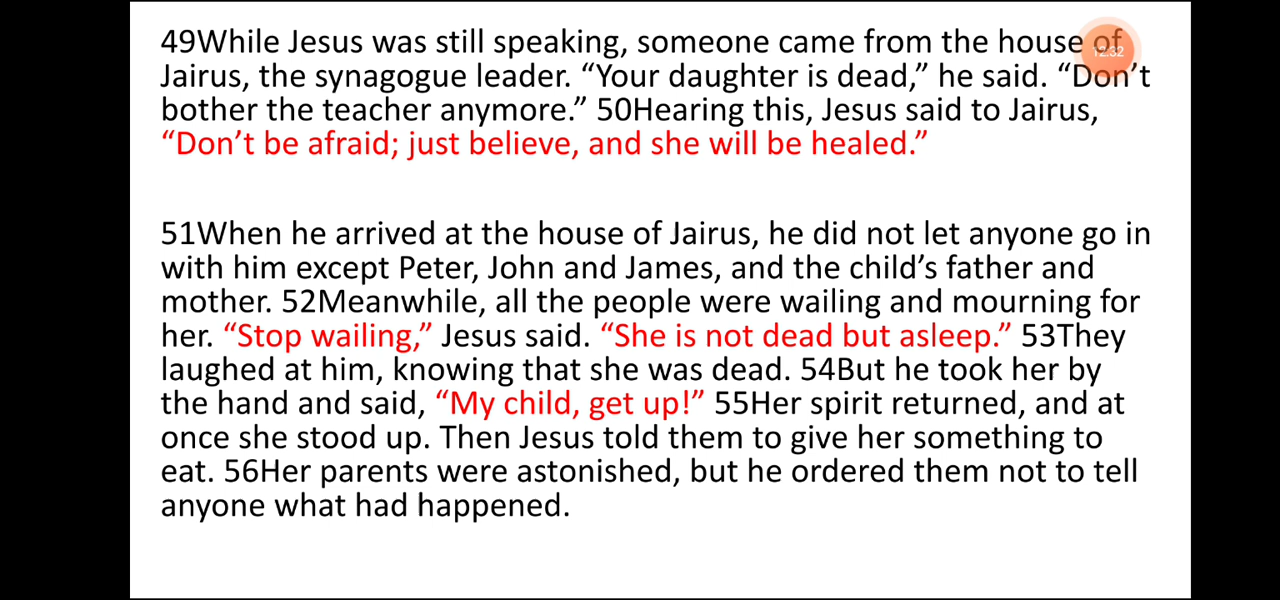 49While Jesus was still speaking, someone came from the house of
Jairus, the synagogue leader. “Your daughter is dead,” he said. “Don’t
bother the teacher anymore.” 50Hearing this, Jesus said to Jairus,
“Don’t be afraid; just believe, and she will be healed.”
51When he arrived at the house of Jairus, he did not let anyone go in
with him except Peter, John and James, and the child’s father and
mother. 52Meanwhile, all the people were wailing and mourning for
her. “Stop wailing,” Jesus said. “She is not dead but asleep.” 53They
laughed at him, knowing that she was dead. 54But he took her by
the hand and said, “My child, get up!” 55Her spirit returned, and at
once she stood up. Then Jesus told them to give her something to
eat. 56Her parents were astonished, but he ordered them not to tell
anyone what had happened.
12:32